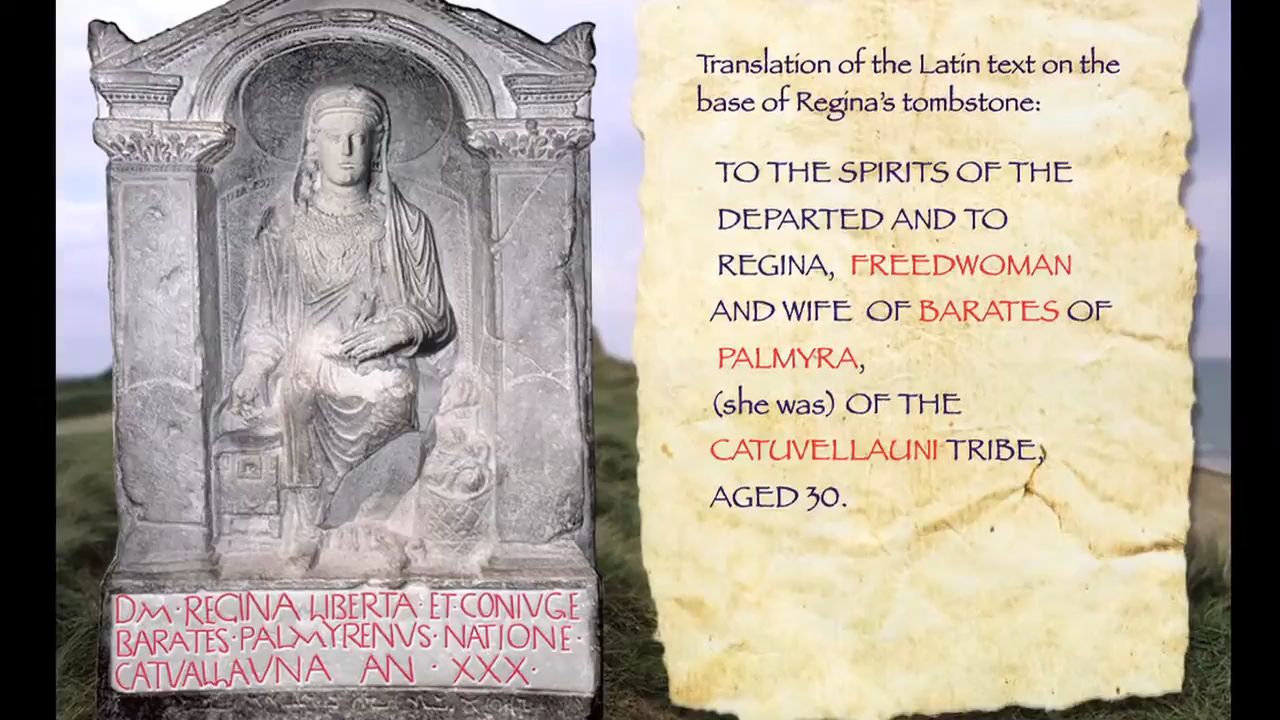 D M · REGINA LIBERTA · ET · CONIVGE
BARATES · PALMYRENVS · NATIONE ·
CATVALLAVNA AN · XXX ·
Translation of the Latin text on the
base of Regina's tombstone:
TO THE SPIRITS OF THE
DEPARTED AND TO
REGINA, FREEDWOMAN
AND WIFE OF BARATES OF
PALMYRA,
(she was) OF THE
CATUVELLAUNI TRIBE,
AGED 30.